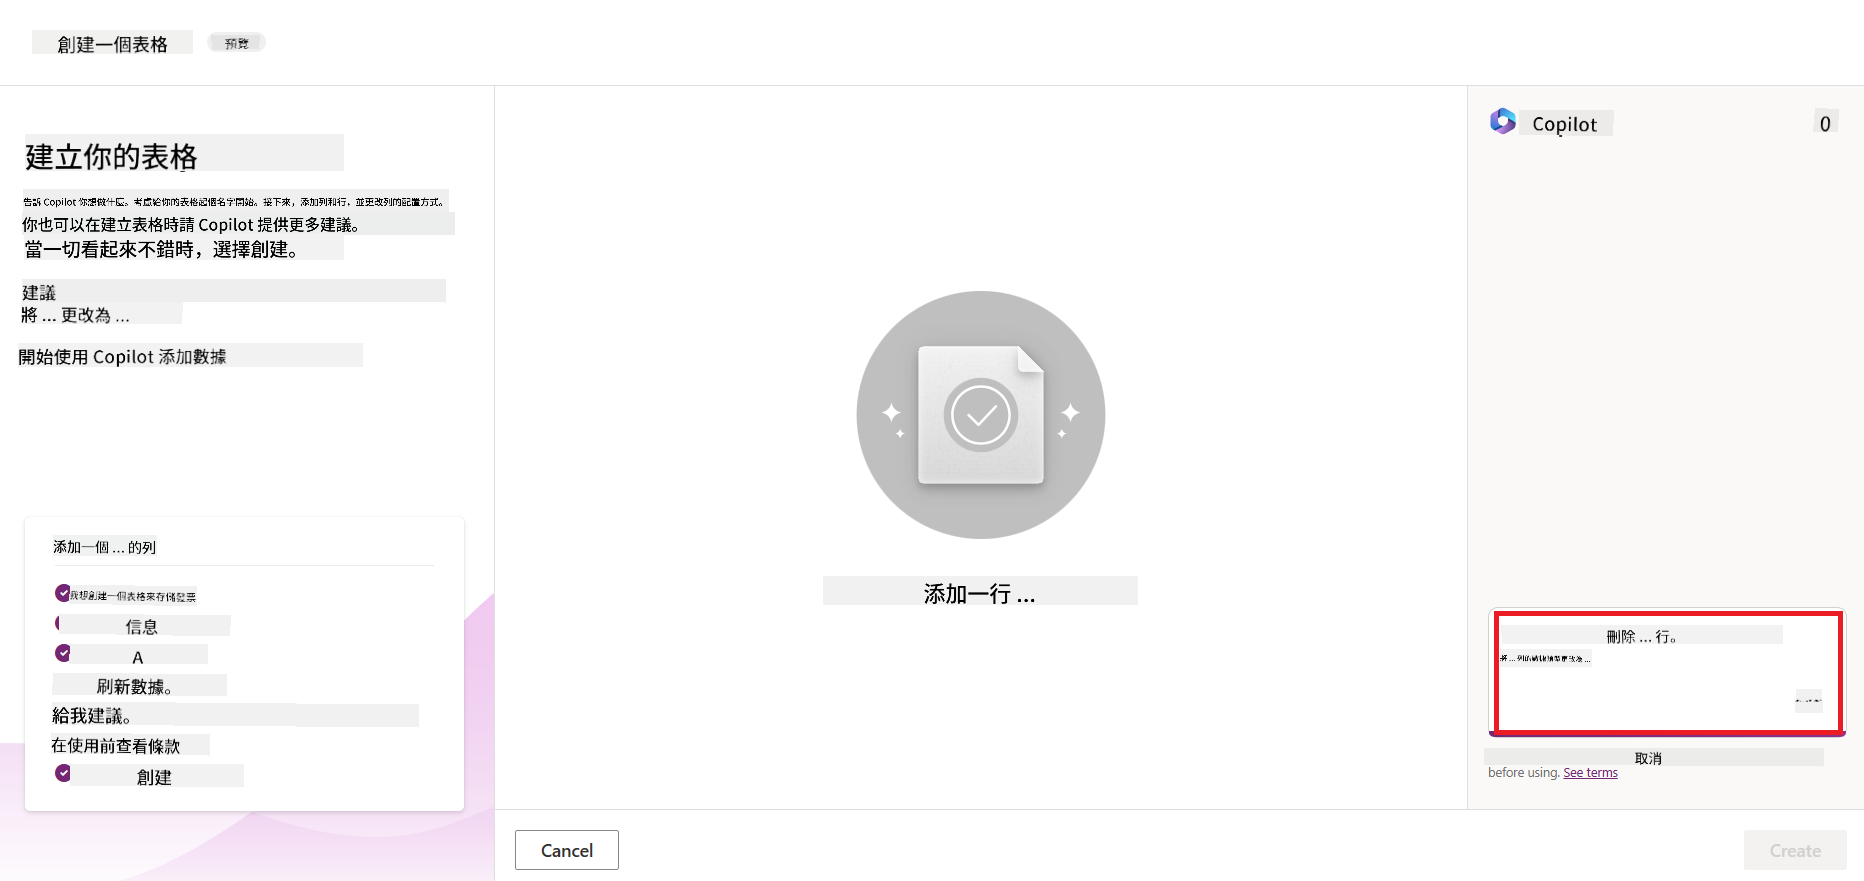 創建一個表格
預覽
建立你的表格
告訴 Copilot 你想做什麼。考慮給你的表格起個名字開始。接下來，添加列和行，並更改列的配置方式。
你也可以在建立表格時請 Copilot 提供更多建議。
當一切看起來不錯時，選擇創建。
建議
將 ... 更改為 ...
開始使用 Copilot 添加數據
添加一個 ... 的列
我想創建一個表格來存儲發票
信息
A
刷新數據。
給我建議。
在使用前查看條款
創建
添加一行 ...
Copilot
0
刪除 ... 行。
將 ... 列的數據類型更改為 ...
取消
before using. See terms
Cancel
Create